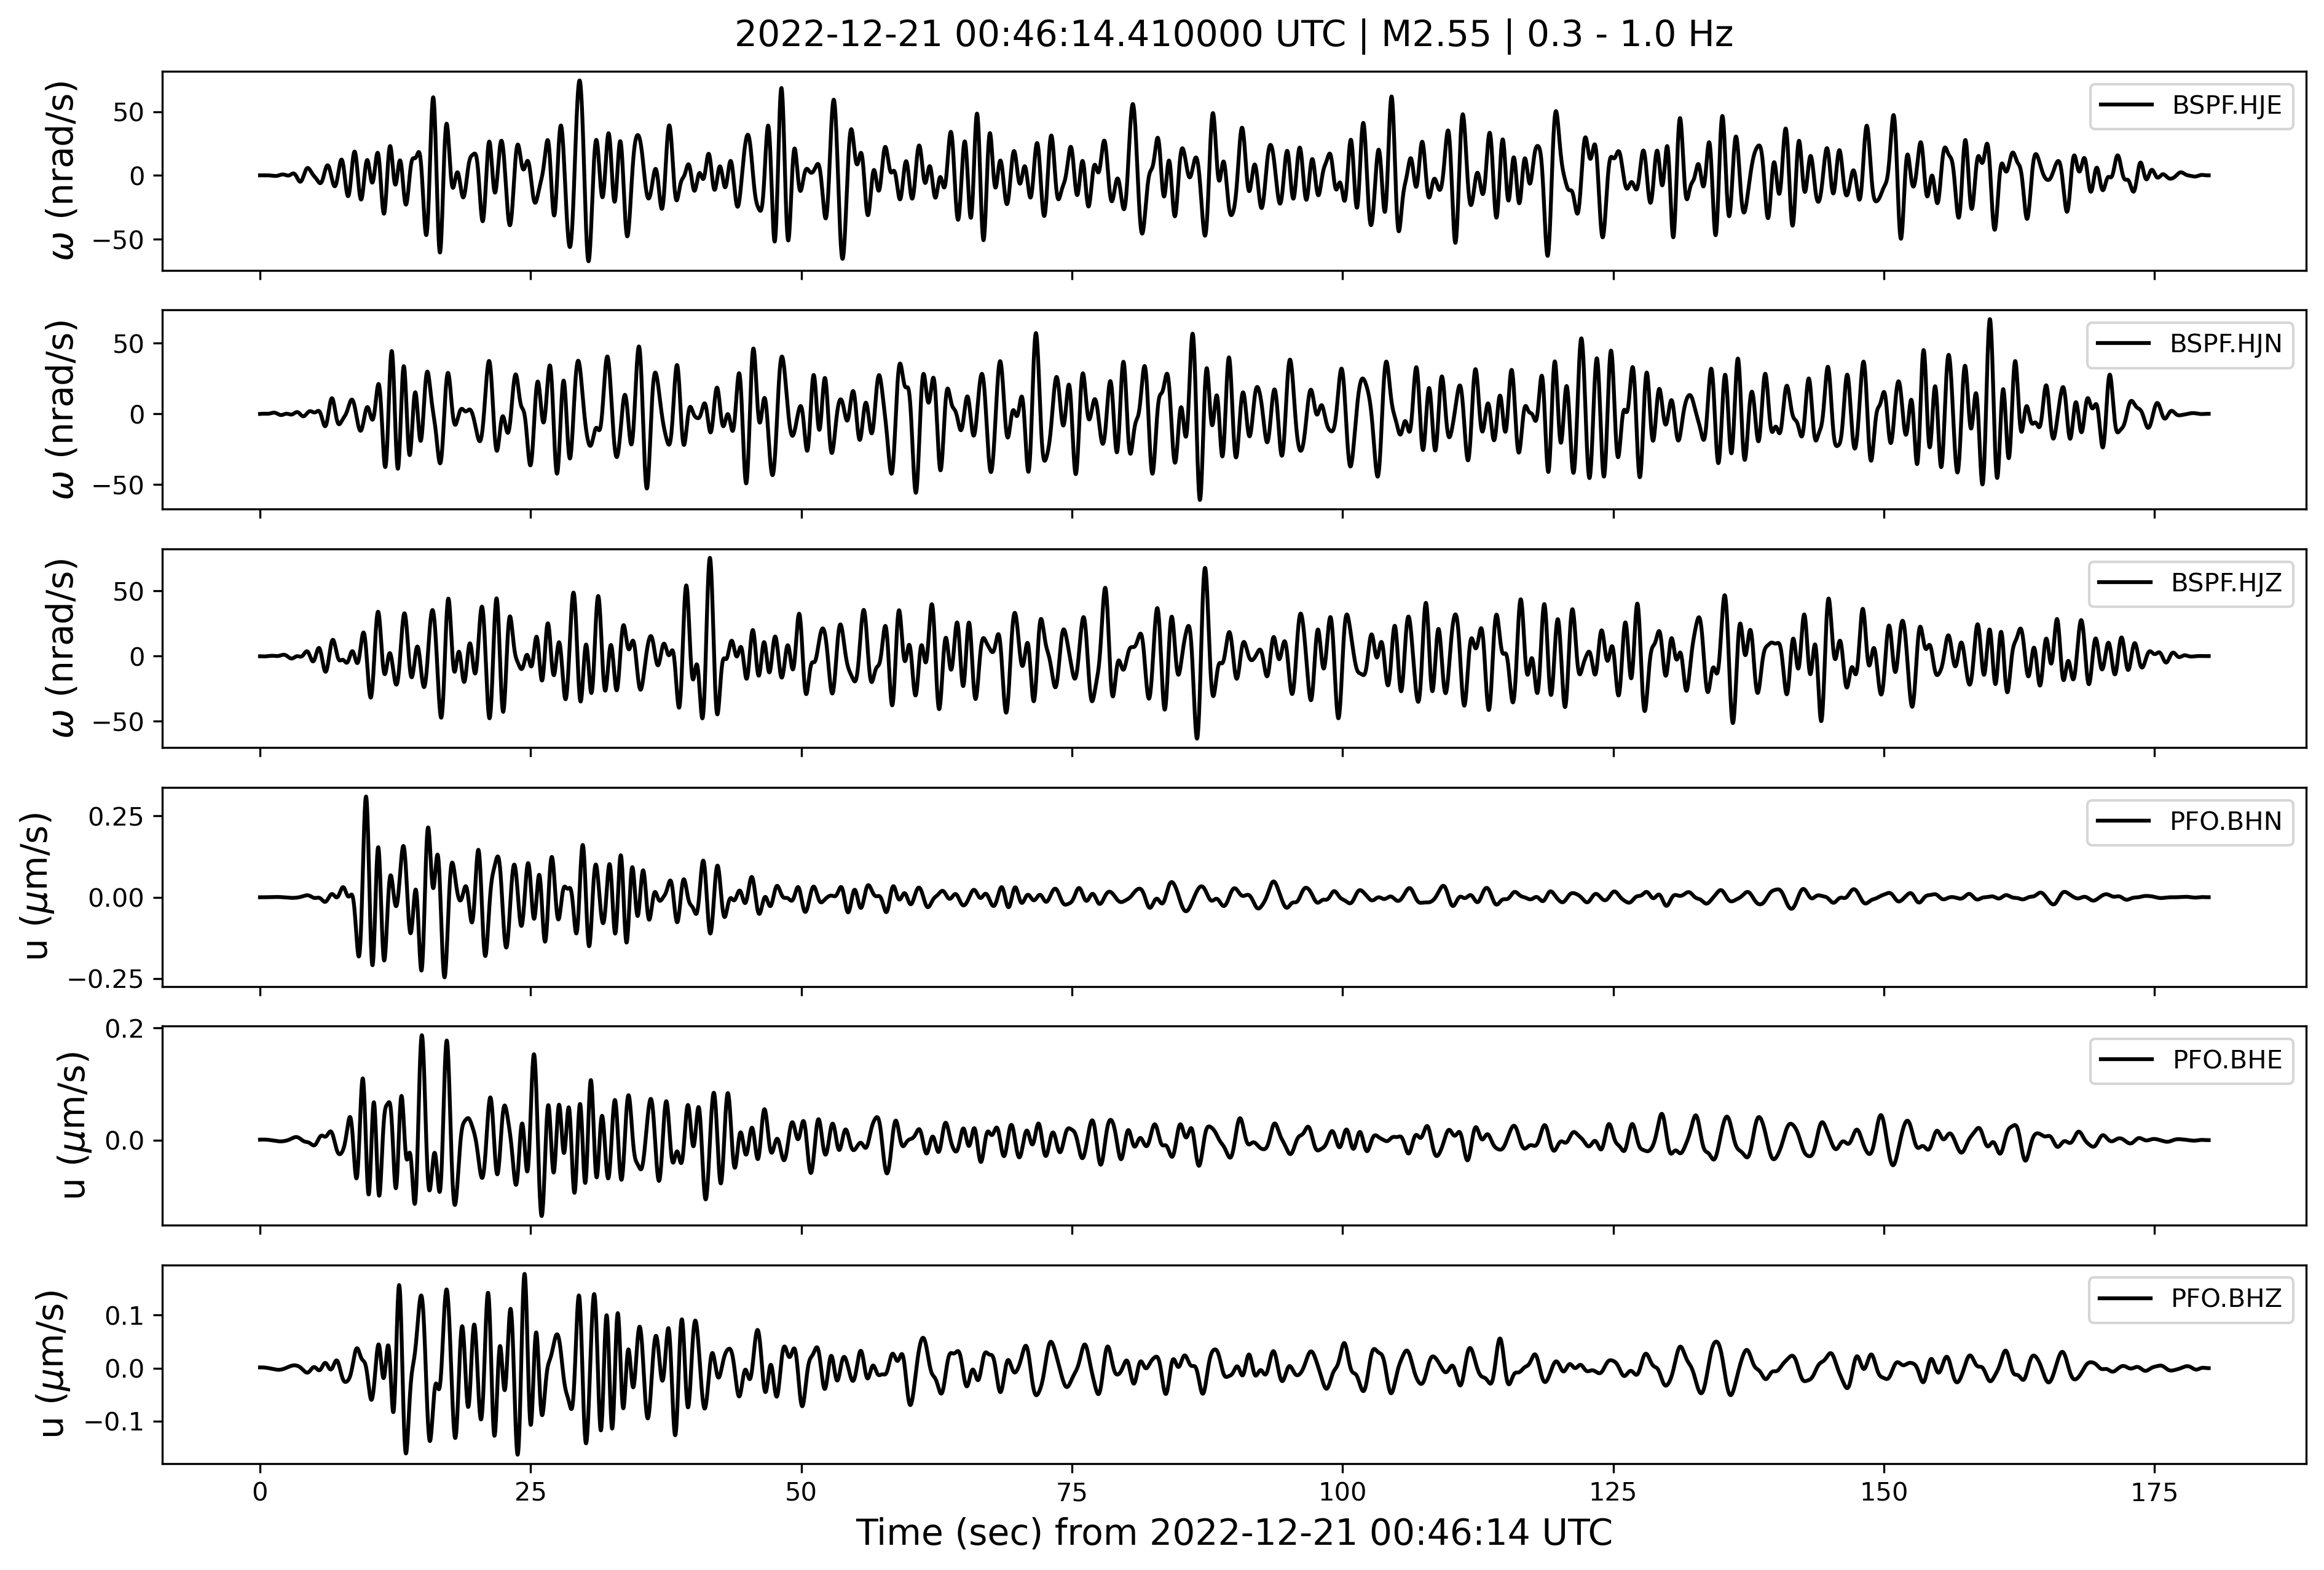 2022-12-21 00:46:14.410000 UTC | M2.55 | 0.3 - 1.0 Hz
ω (nrad/s)
50
0
−50
BSPF.HJE
ω (nrad/s)
50
0
−50
BSPF.HJN
ω (nrad/s)
50
0
−50
BSPF.HJZ
u (μm/s)
0.25
0.00
−0.25
PFO.BHN
u (μm/s)
0.2
0.0
PFO.BHE
u (μm/s)
0.1
0.0
−0.1
PFO.BHZ
0 25 50 75 100 125 150 175
Time (sec) from 2022-12-21 00:46:14 UTC